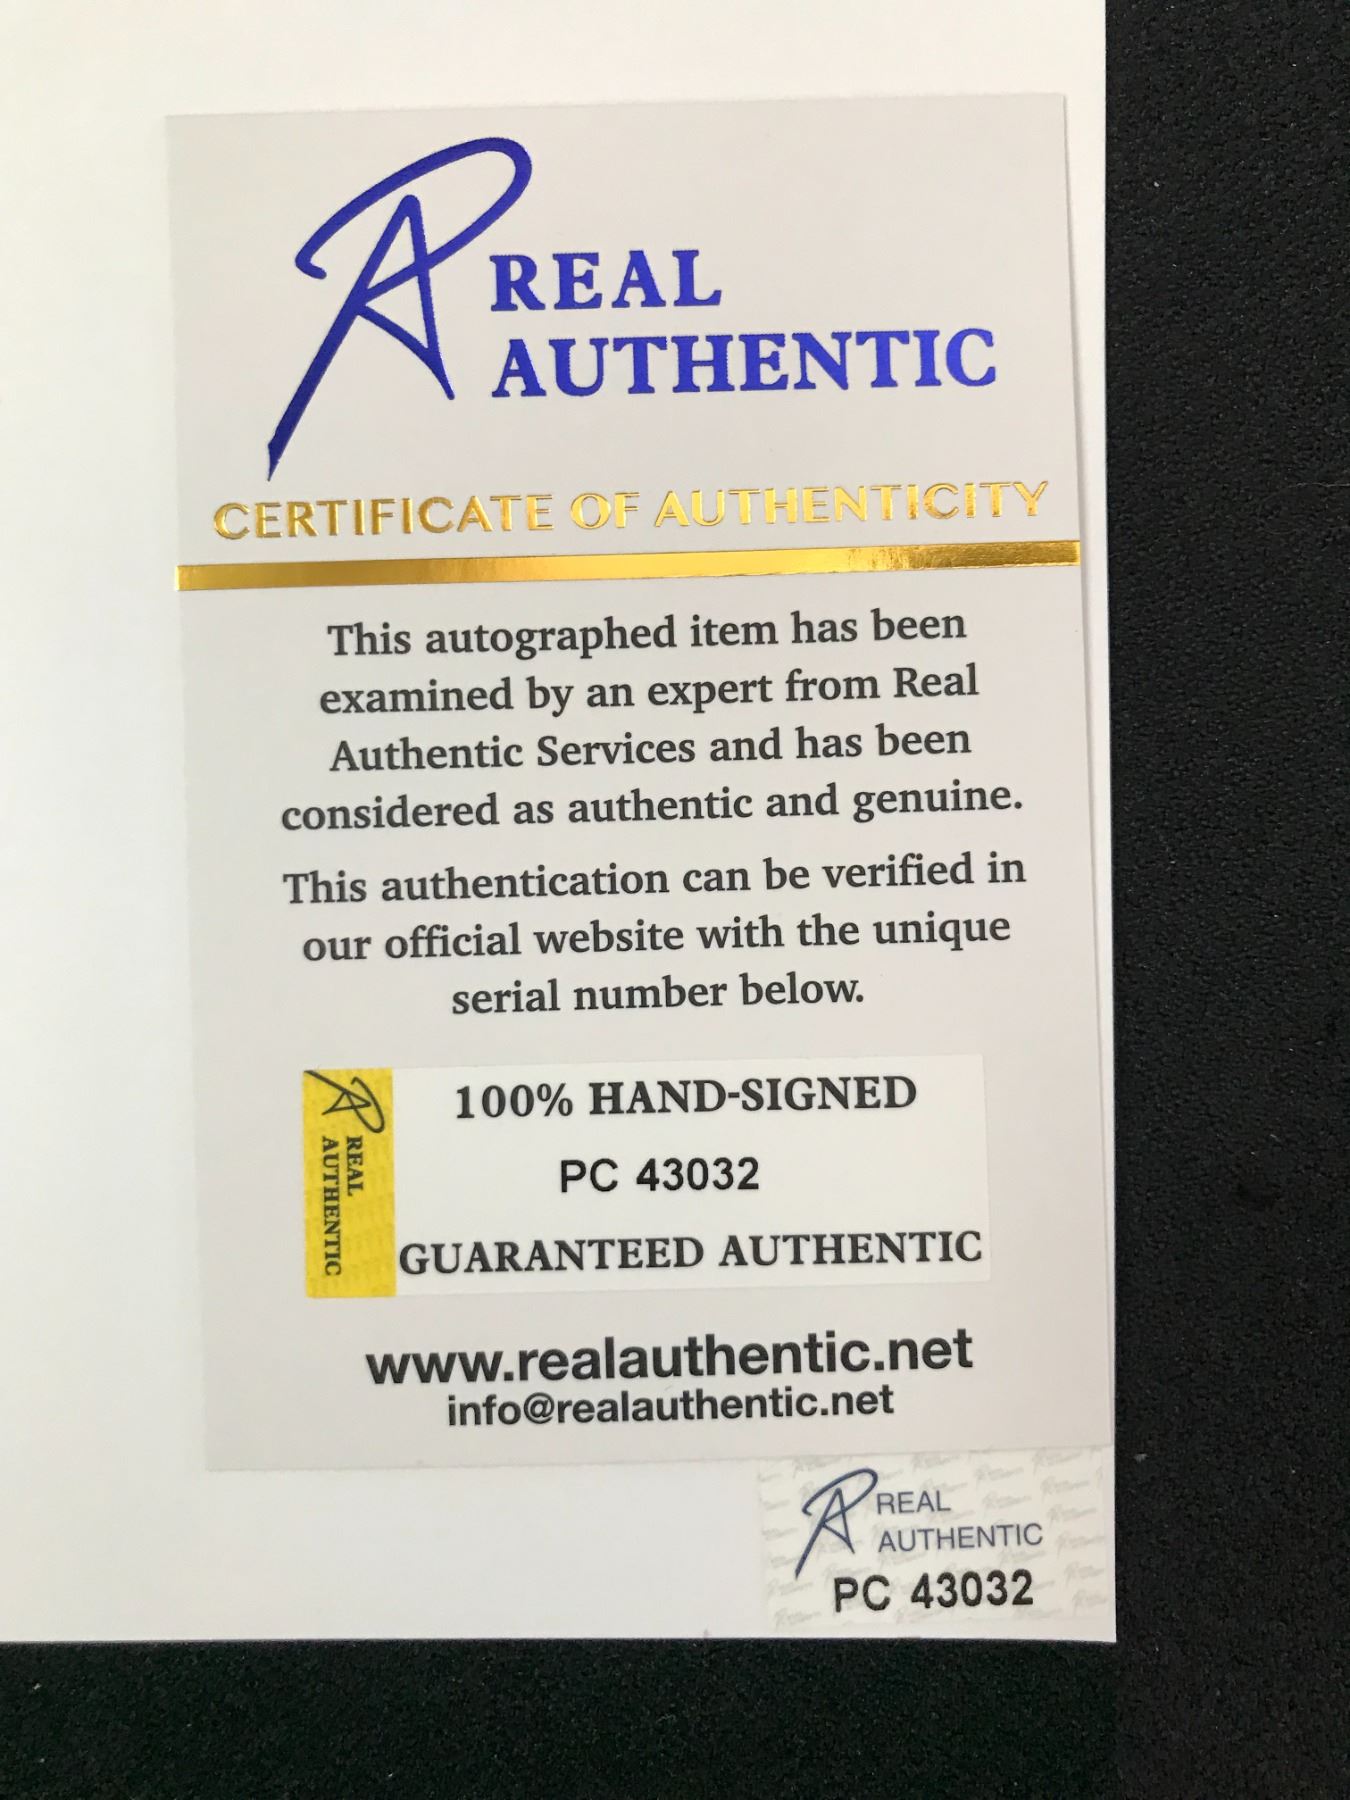 REAL
AUTHENTIC
CERTIFICATE OF AUTHENTICITY
This autographed item has been
examined by an expert from Real
Authentic Services and has been
considered as authentic and genuine.
This authentication can be verified in
our official website with the unique
serial number below.
REAL
AUTHENTIC
100% HAND-SIGNED
PC 43032
GUARANTEED AUTHENTIC
www.realauthentic.net
info@realauthentic.net
REAL
AUTHENTIC
PC 43032